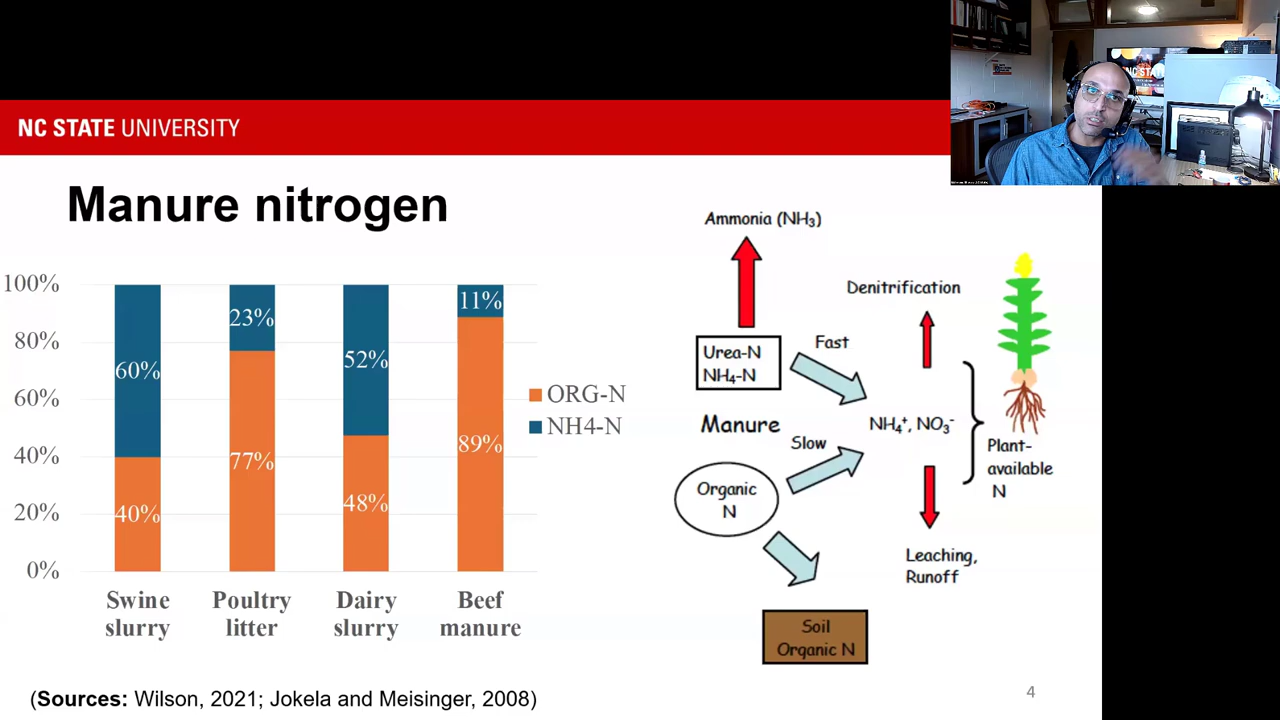 NC STATE UNIVERSITY
Manure nitrogen
100%
80%
60%
40%
20%
0%
60%
40%
23%
77%
52%
48%
11%
89%
Swine
slurry
Poultry
litter
Dairy
slurry
Beef
manure
ORG-N
NH4-N
Ammonia (NH₃)
Urea-N
NH₄-N
Fast
Denitrification
Manure
Slow
NH₄⁺, NO₃⁻
Plant-
available
N
Organic
N
Leaching,
Runoff
Soil
Organic N
(Sources: Wilson, 2021; Jokela and Meisinger, 2008)
4
NC STATE